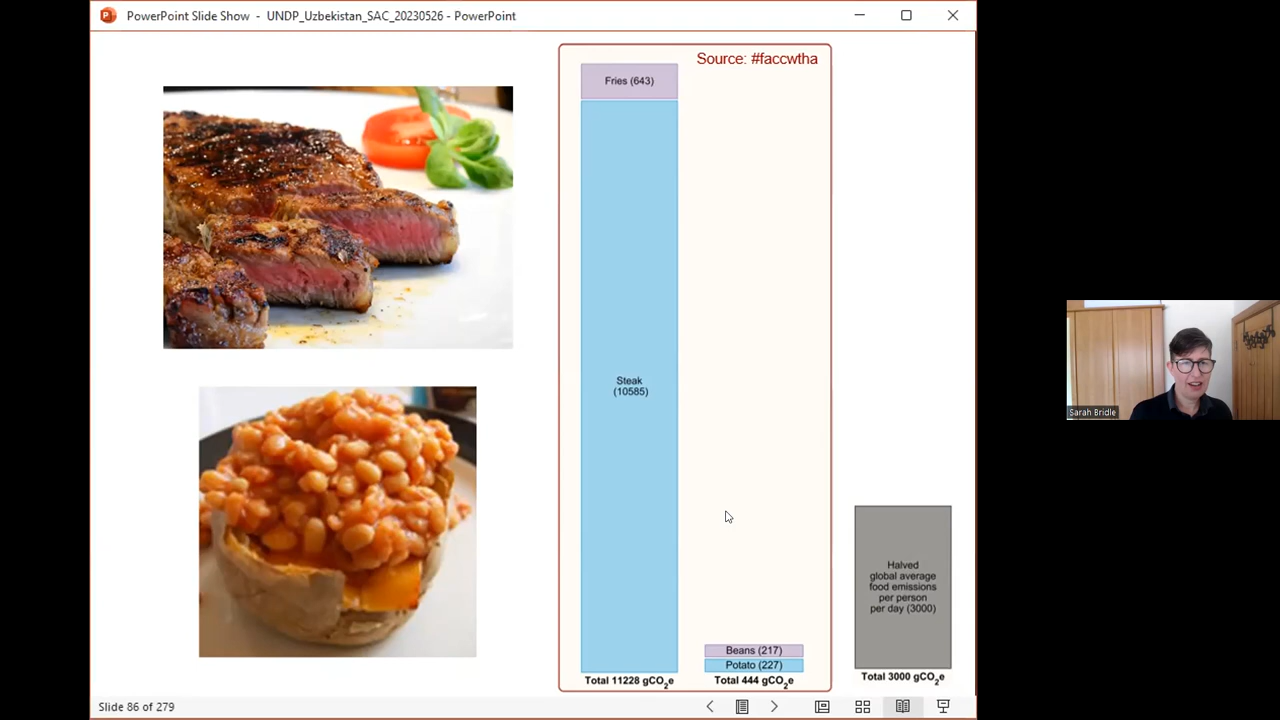 PowerPoint Slide Show - UNDP_Uzbekistan_SAC_20230526 - PowerPoint
Source: #faccwtha
Fries (643)
Steak
(10585)
Beans (217)
Potato (227)
Total 11228 gCO₂e
Total 444 gCO₂e
Halved
global average
food emissions
per person
per day (3000)
Total 3000 gCO₂e
Sarah Bridle
Slide 86 of 279